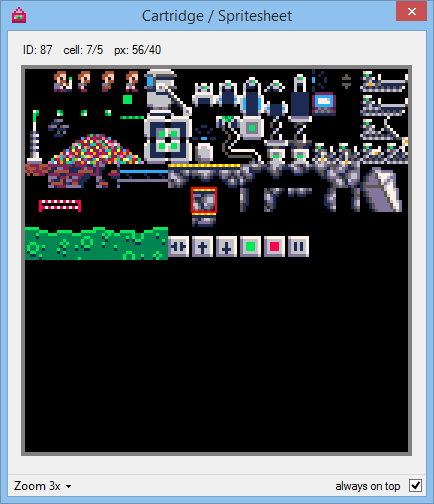 Cartridge / Spritesheet
ID: 87 cell: 7/5 px: 56/40
Zoom 3x always on top